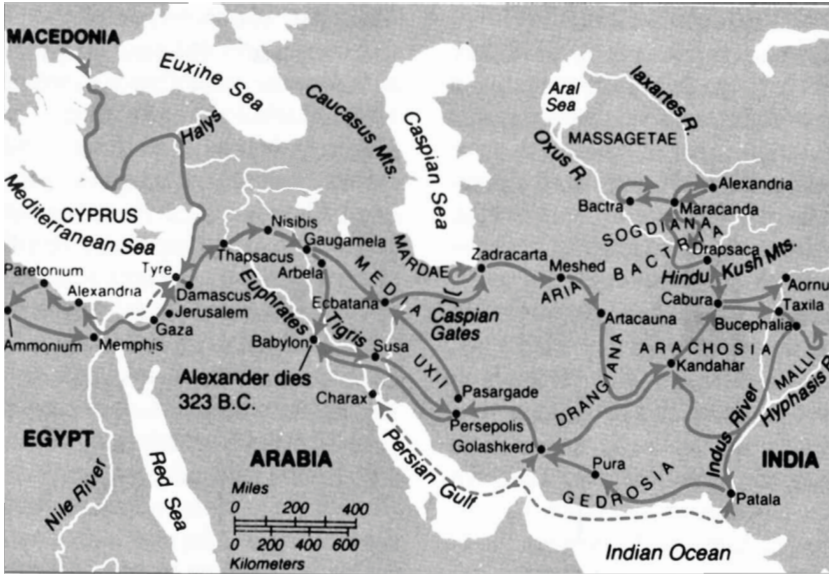 MACEDONIA
Euxihe Sea
Halys
Caucasus Mts.
Caspian Sea
Aral
Sea
Iaxartes R.
Oxus R.
MASSAGETAE
Alexandria
Bactra
Maracanda
SOGDIANA
BACTRIA
Drapsaca
Hindu Kush Mts.
Mediterranean Sea
CYPRUS
Nisibis
Gaugamela
Thapsacus
Arbela
MEDIA
MARDAE
Zadracarta
Meshed
ARIA
Cabura
Aornu
Taxila
Bucephalia
Paretonium
Alexandria
Tyre
Damascus
Jerusalem
Gaza
Ammonium
Memphis
Euphrates
Tigris
Ecbatana
Caspian
Gates
Artacauna
Babylon
Susa
UXII
DRANGIANA
ARACHOSIA
Kandahar
MALLI
Hyphasis R.
Alexander dies
323 B.C.
Charax
Pasargade
Persepolis
Golashkerd
Indus River
EGYPT
ARABIA
Persian Gulf
Pura
GEDROSIA
INDIA
Patala
Nile River
Red Sea
Miles
0 200 400
0 200 400 600
Kilometers
Indian Ocean